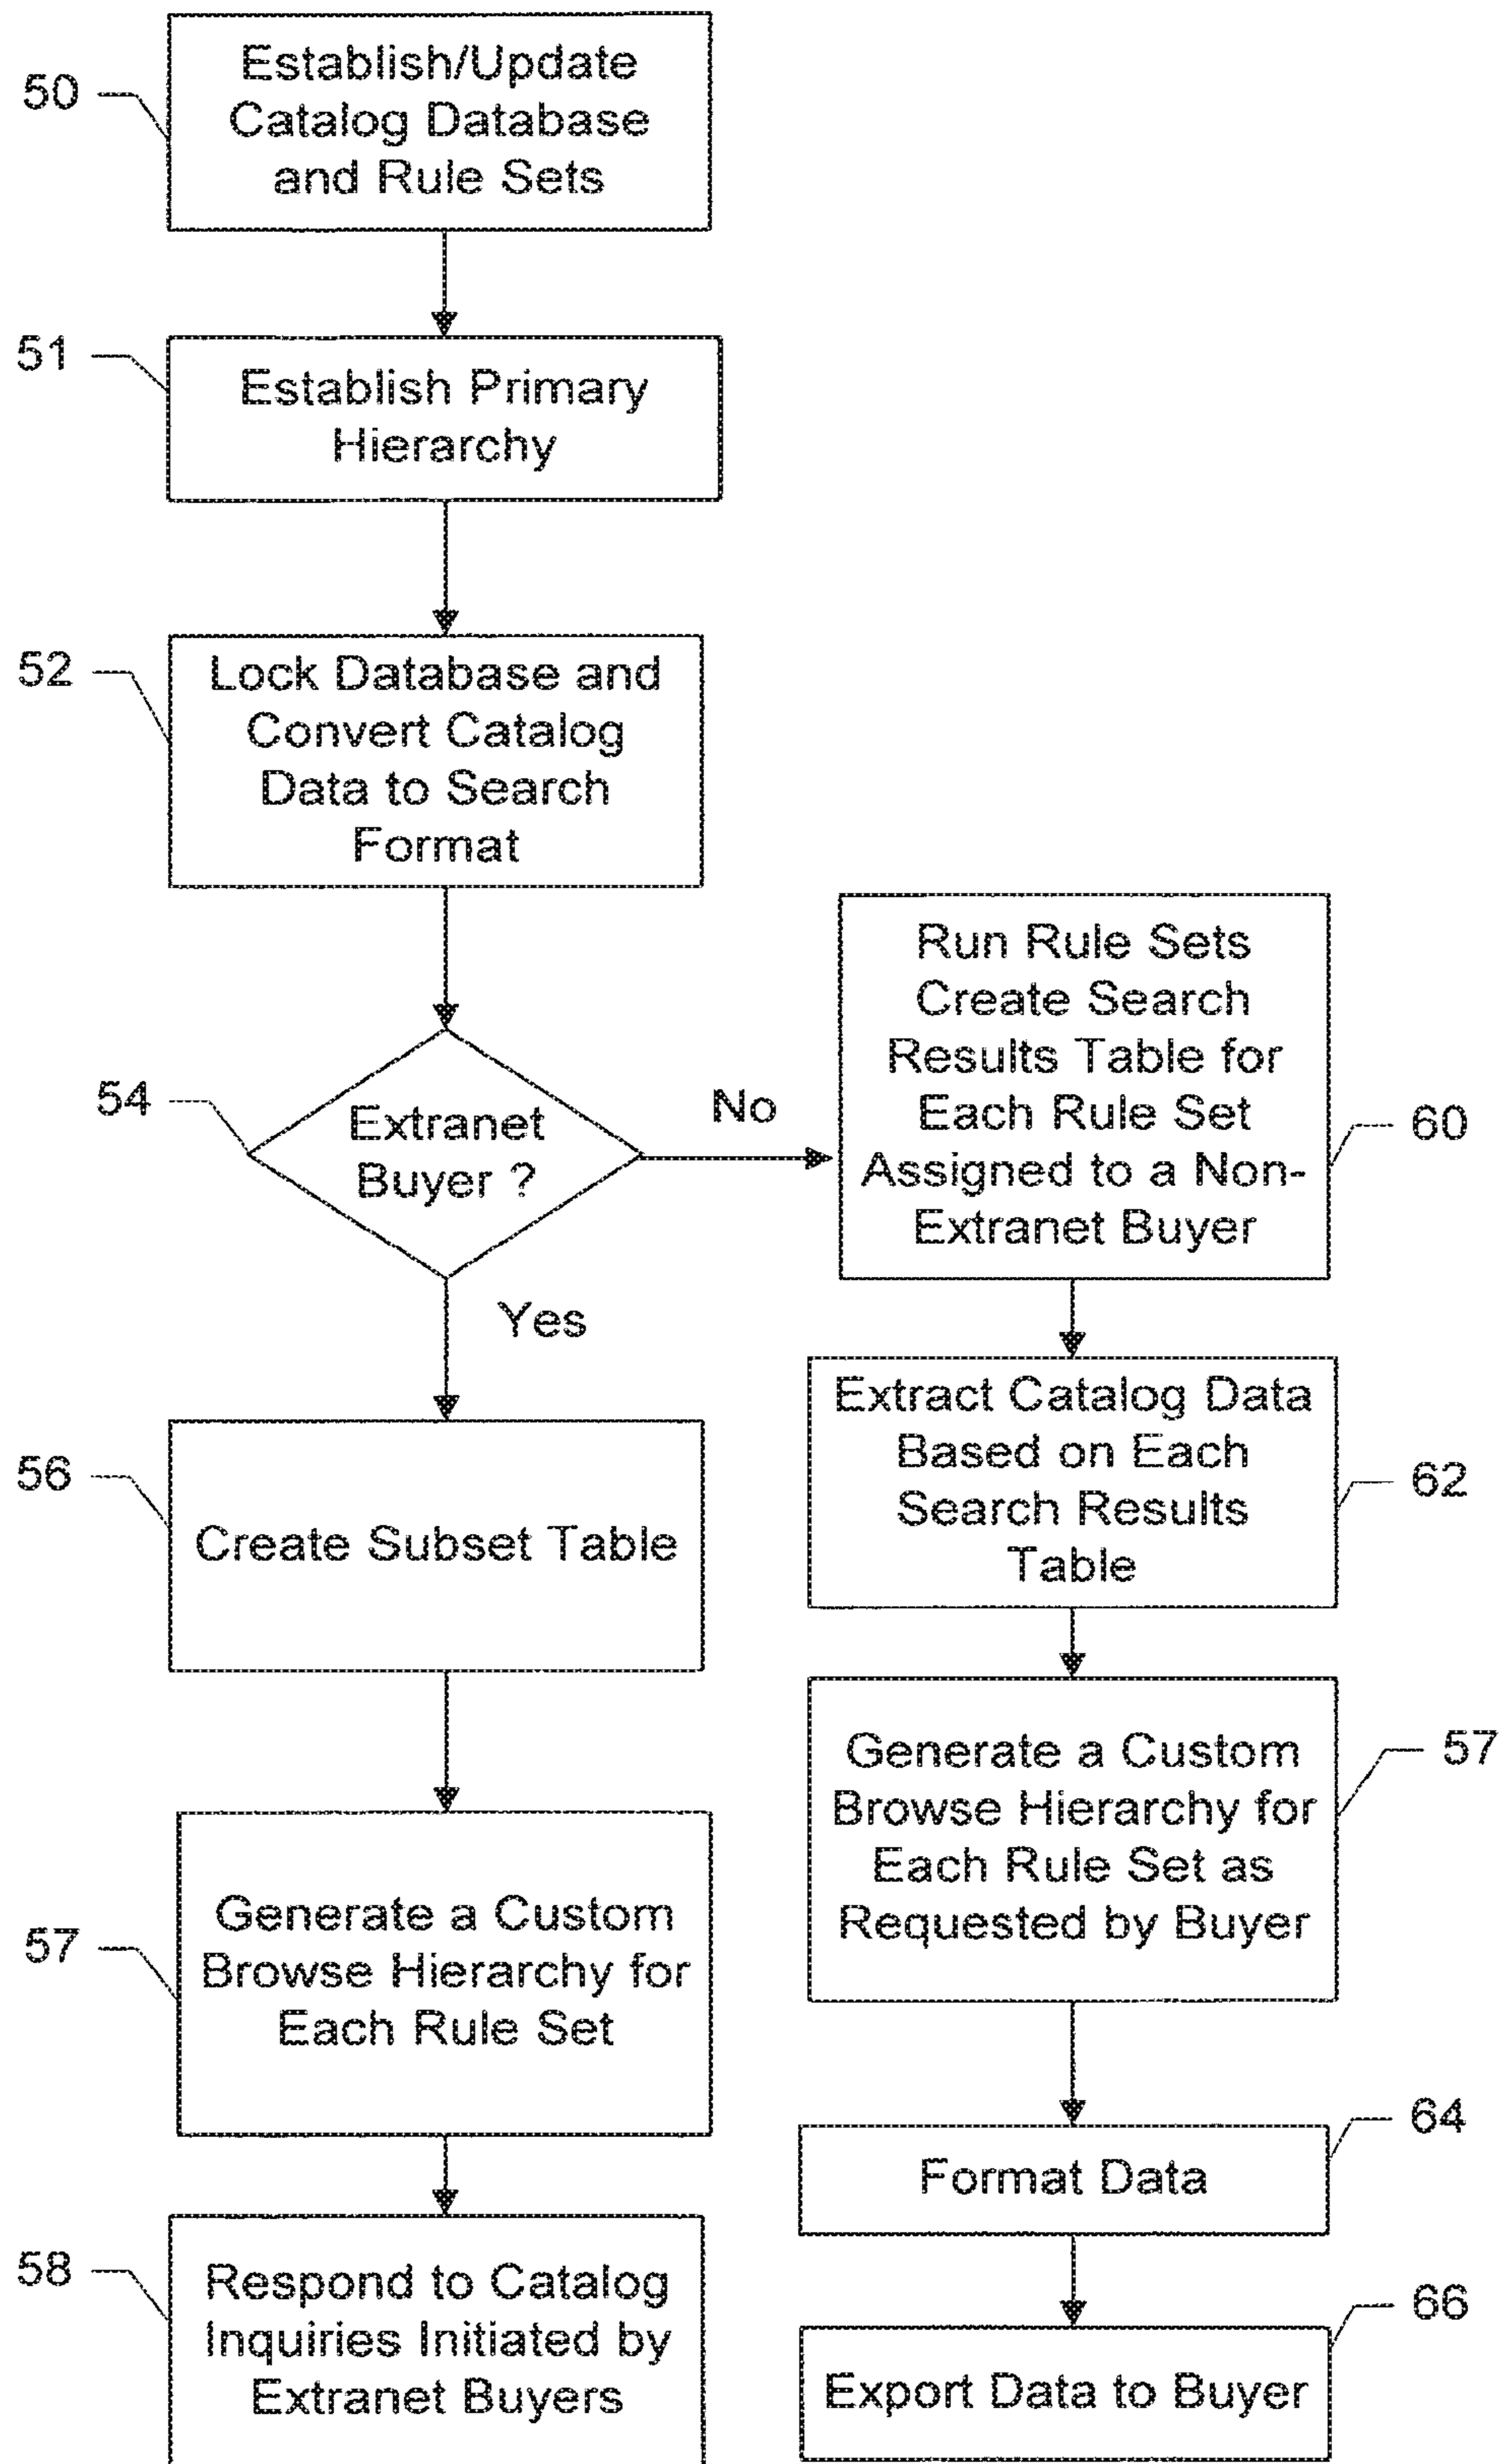 50
Establish/Update
Catalog Database
and Rule Sets
51
Establish Primary
Hierarchy
52
Lock Database and
Convert Catalog
Data to Search
Format
54
Extranet
Buyer ?
No
Yes
Run Rule Sets
Create Search
Results Table for
Each Rule Set
Assigned to a Non-
Extranet Buyer
60
56
Create Subset Table
Extract Catalog Data
Based on Each
Search Results
Table
62
57
Generate a Custom
Browse Hierarchy for
Each Rule Set
Generate a Custom
Browse Hierarchy for
Each Rule Set as
Requested by Buyer
57
58
Respond to Catalog
Inquiries Initiated by
Extranet Buyers
Format Data
64
Export Data to Buyer
66